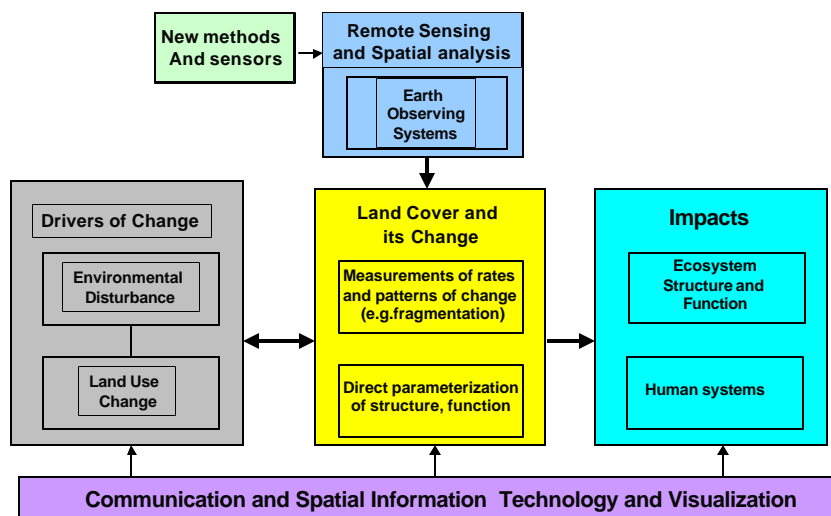 New methods
And sensors
Remote Sensing
and Spatial analysis
Earth
Observing
Systems
Drivers of Change
Environmental
Disturbance
Land Use
Change
Land Cover and
its Change
Measurements of rates
and patterns of change
(e.g.fragmentation)
Direct parameterization
of structure, function
Impacts
Ecosystem
Structure and
Function
Human systems
Communication and Spatial Information Technology and Visualization